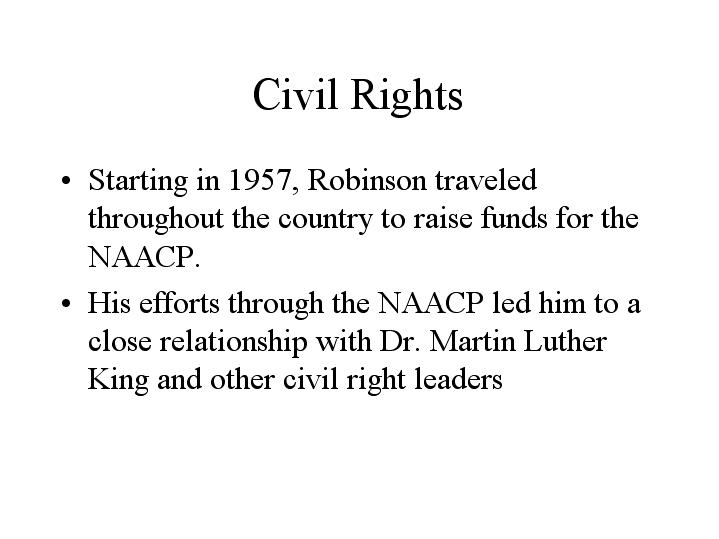 Civil Rights
• Starting in 1957, Robinson traveled
throughout the country to raise funds for the
NAACP.
• His efforts through the NAACP led him to a
close relationship with Dr. Martin Luther
King and other civil right leaders